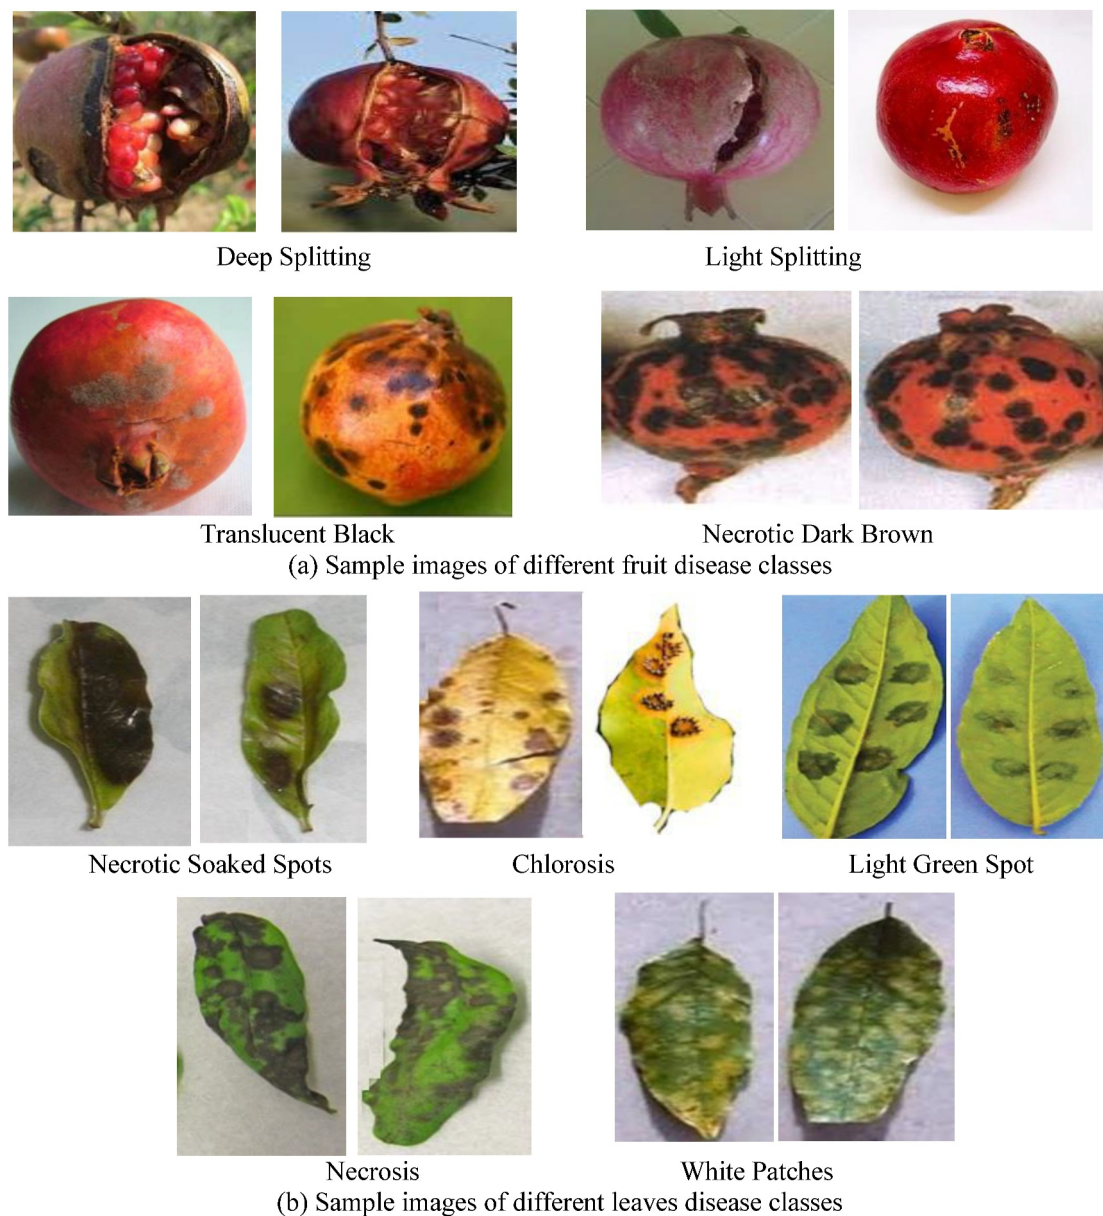 Deep Splitting
Light Splitting
Translucent Black
Necrotic Dark Brown
(a) Sample images of different fruit disease classes
Necrotic Soaked Spots
Chlorosis
Light Green Spot
Necrosis
White Patches
(b) Sample images of different leaves disease classes